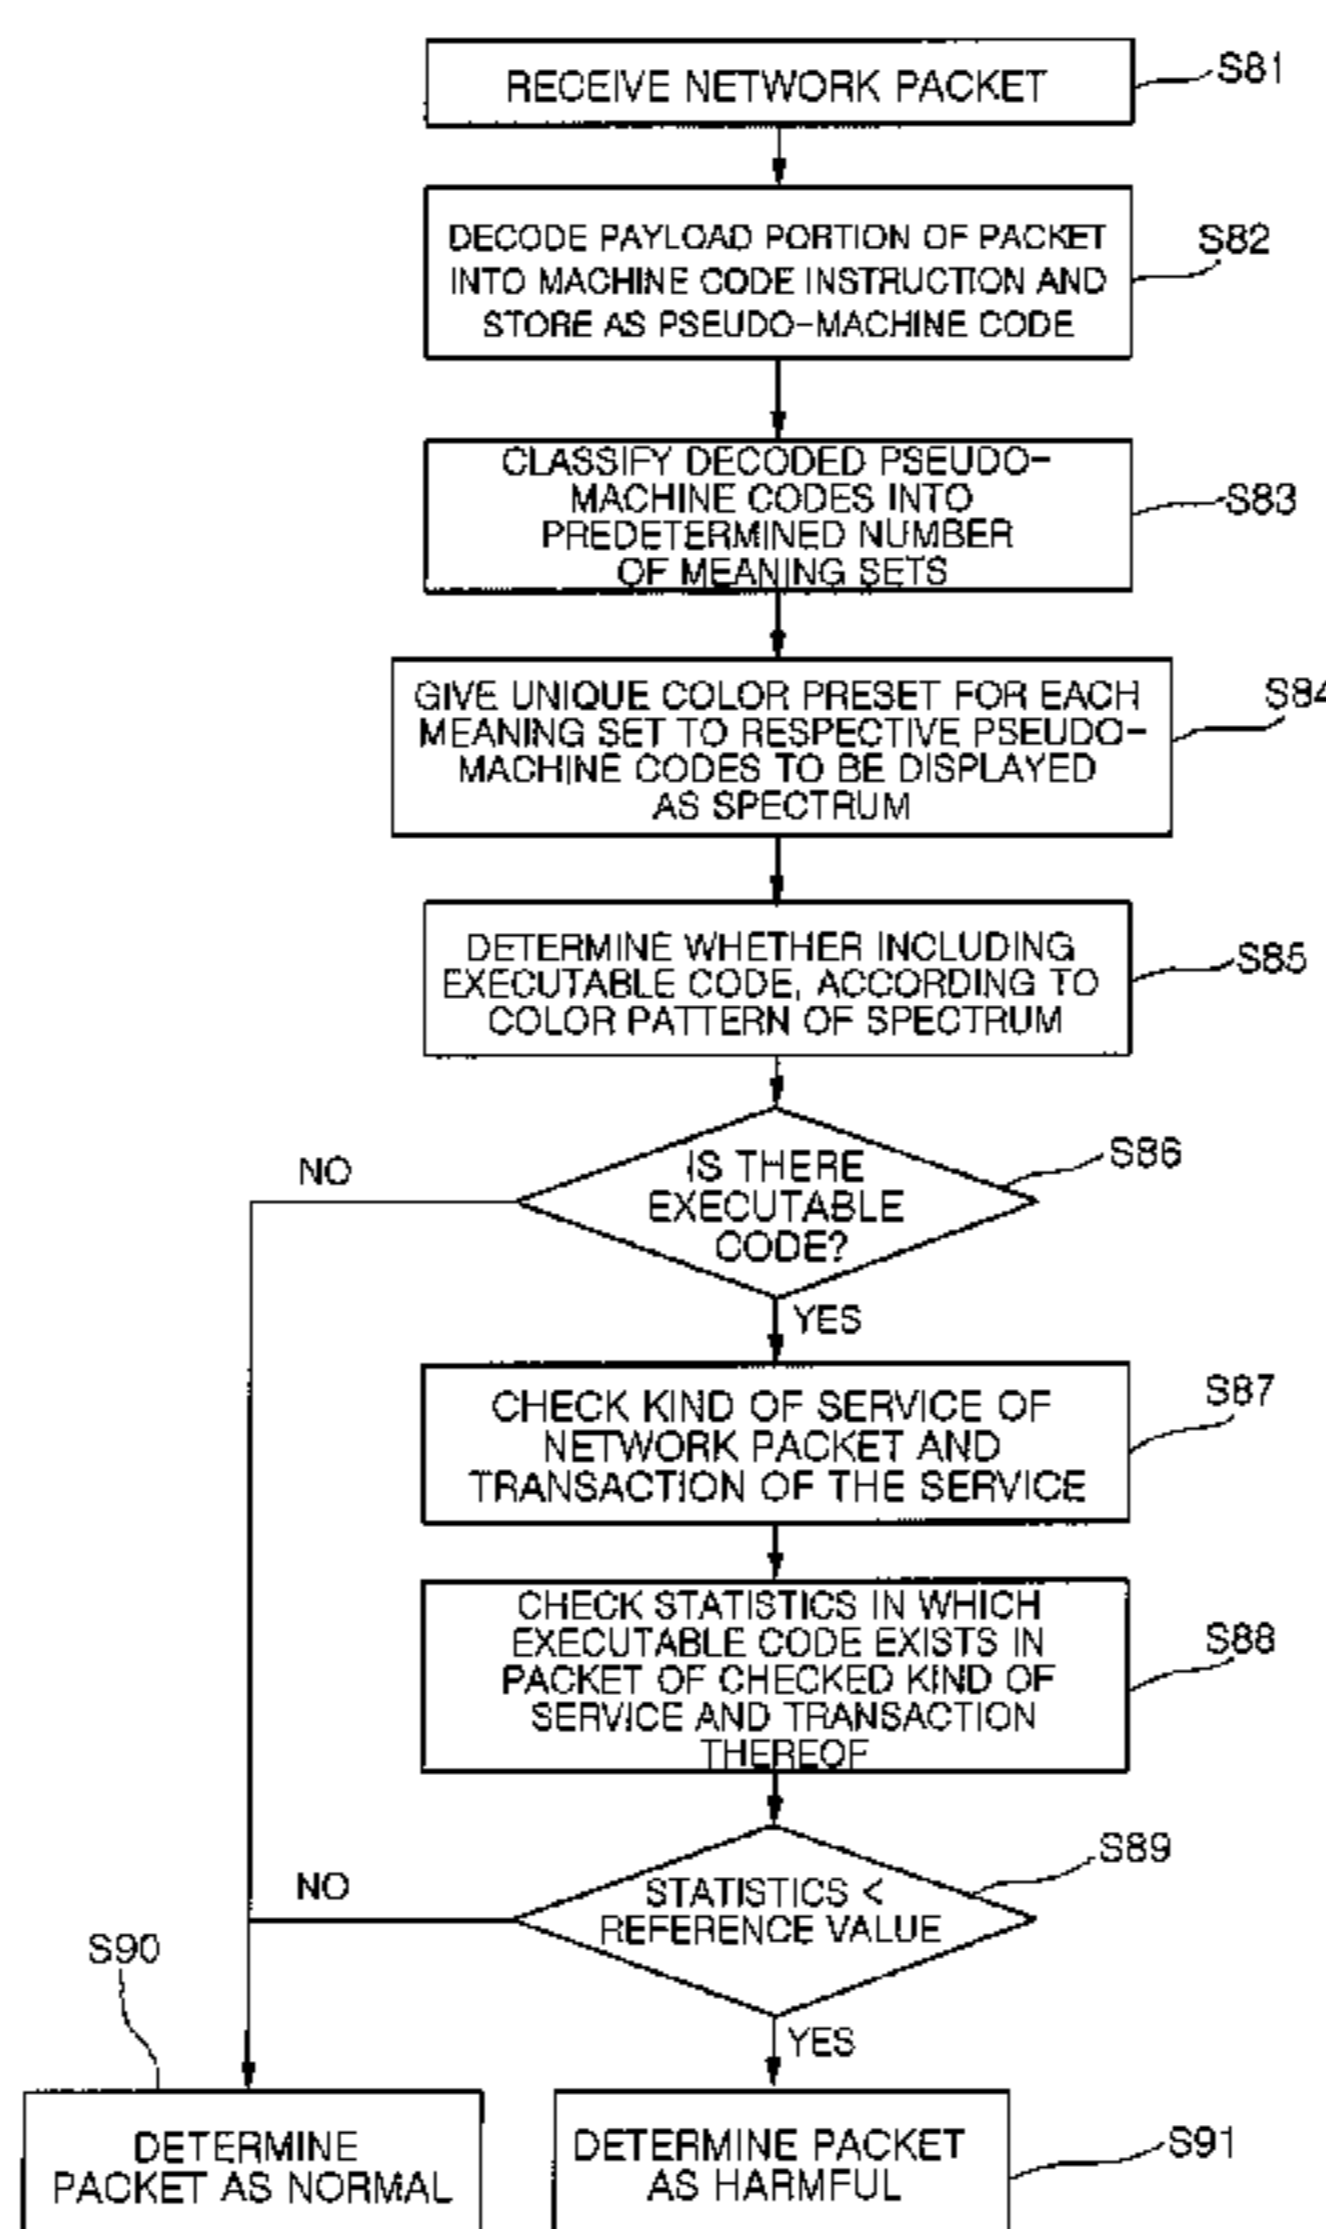 RECEIVE NETWORK PACKET
S81
DECODE PAYLOAD PORTION OF PACKET
INTO MACHINE CODE INSTRUCTION AND
STORE AS PSEUDO-MACHINE CODE
S82
CLASSIFY DECODED PSEUDO-
MACHINE CODES INTO
PREDETERMINED NUMBER
OF MEANING SETS
S83
GIVE UNIQUE COLOR PRESET FOR EACH
MEANING SET TO RESPECTIVE PSEUDO-
MACHINE CODES TO BE DISPLAYED
AS SPECTRUM
S84
DETERMINE WHETHER INCLUDING
EXECUTABLE CODE, ACCORDING TO
COLOR PATTERN OF SPECTRUM
S85
IS THERE
EXECUTABLE
CODE?
S86
NO
YES
CHECK KIND OF SERVICE OF
NETWORK PACKET AND
TRANSACTION OF THE SERVICE
S87
CHECK STATISTICS IN WHICH
EXECUTABLE CODE EXISTS IN
PACKET OF CHECKED KIND OF
SERVICE AND TRANSACTION
THEREOF
S88
STATISTICS <
REFERENCE VALUE
S89
NO
YES
S90
DETERMINE
PACKET AS NORMAL
DETERMINE PACKET
AS HARMFUL
S91